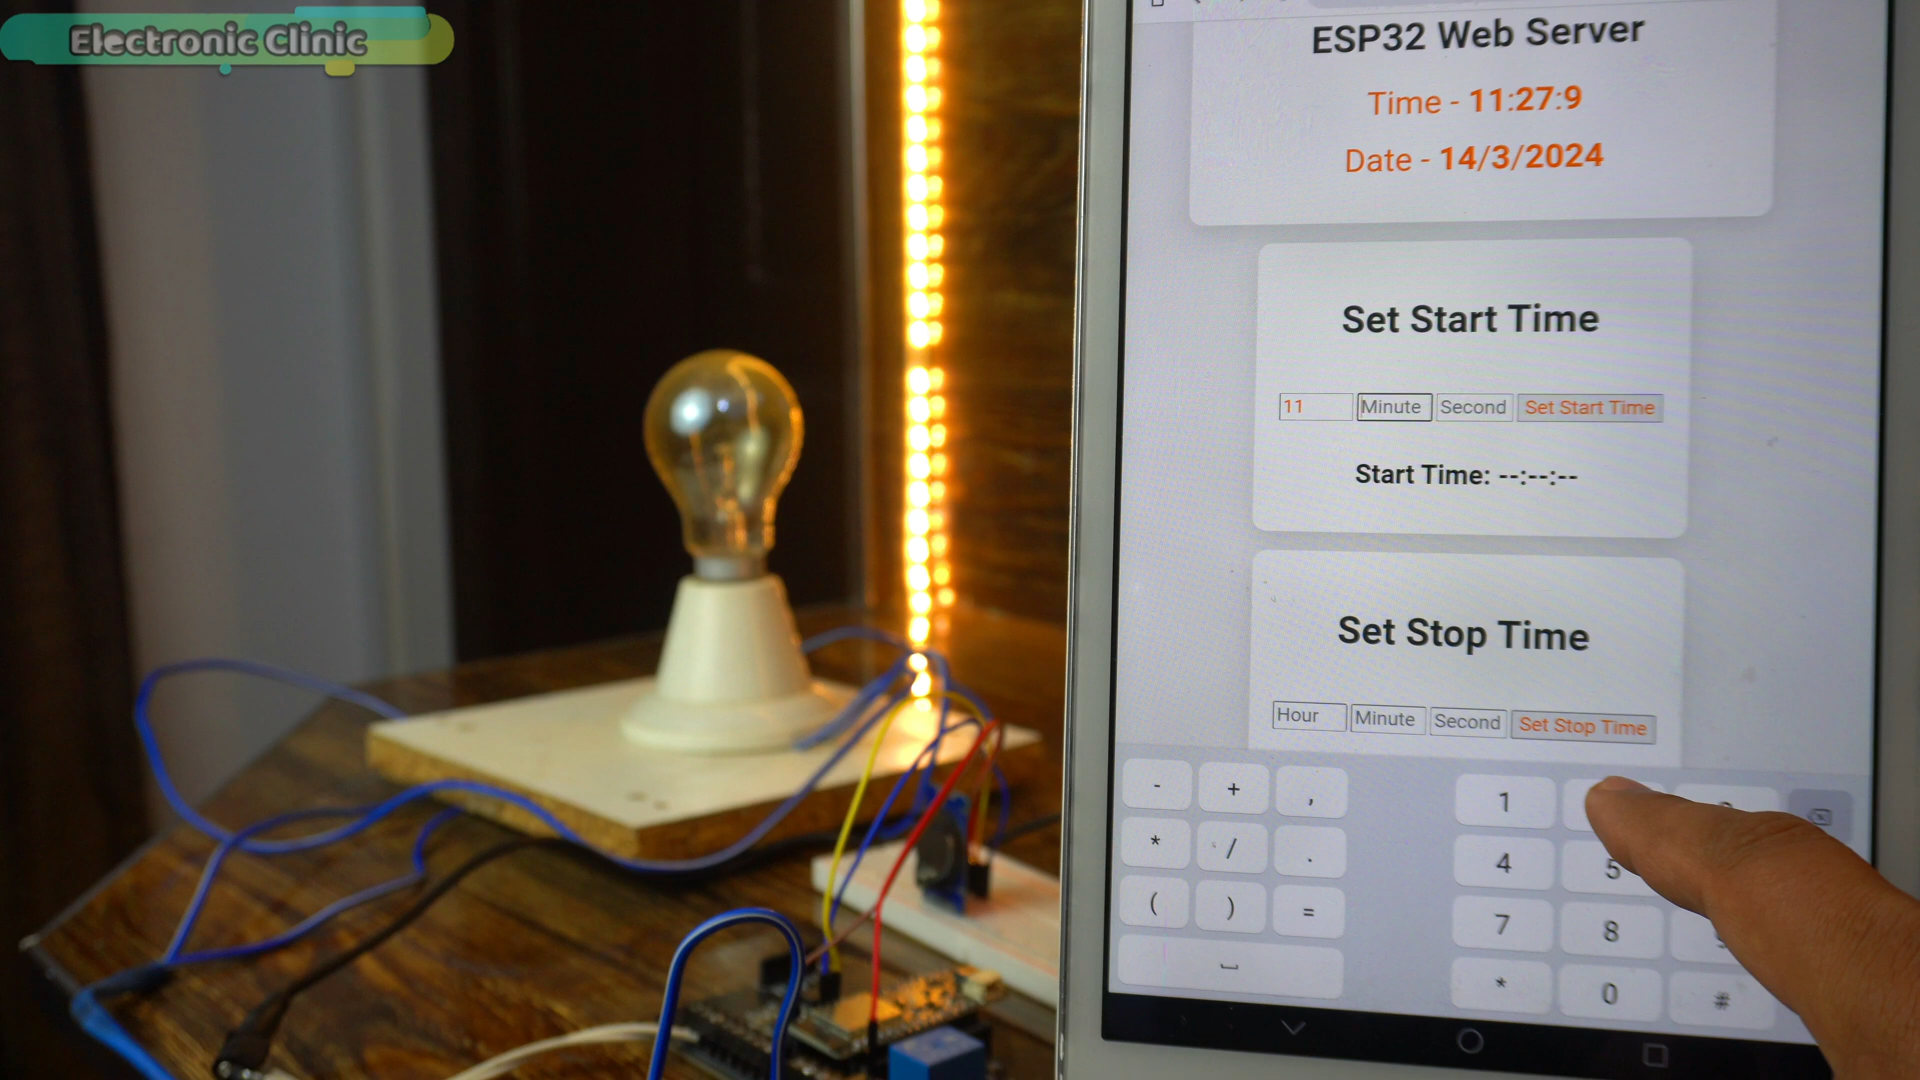 Electronic Clinic
ESP32 Web Server
Time - 11:27:9
Date - 14/3/2024
Set Start Time
11 Minute Second Set Start Time
Start Time: --:--:--
Set Stop Time
Hour Minute Second Set Stop Time
- + , 1
* / . 4 5
( ) = 7 8
* 0 #